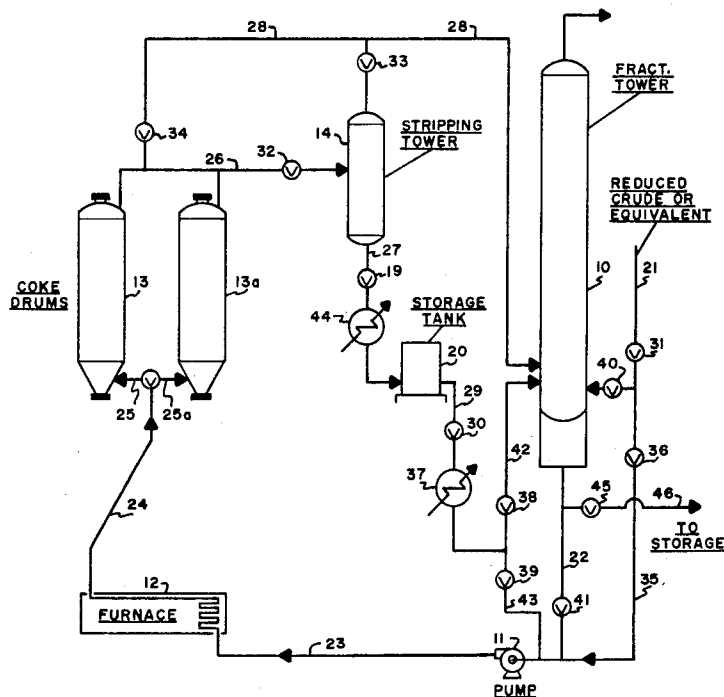 28
28
33
FRACT.
TOWER
34
14
STRIPPING
TOWER
26
32
REDUCED
CRUDE OR
EQUIVALENT
27
COKE
DRUMS
13
13a
19
10
21
STORAGE
TANK
44
31
20
40
25
25a
29
30
42
36
37
24
38
45
46
TO
STORAGE
22
12
39
FURNACE
43
41
35
11
23
PUMP
V
V
V
V
V
V
V
V
V
V
V
V
V